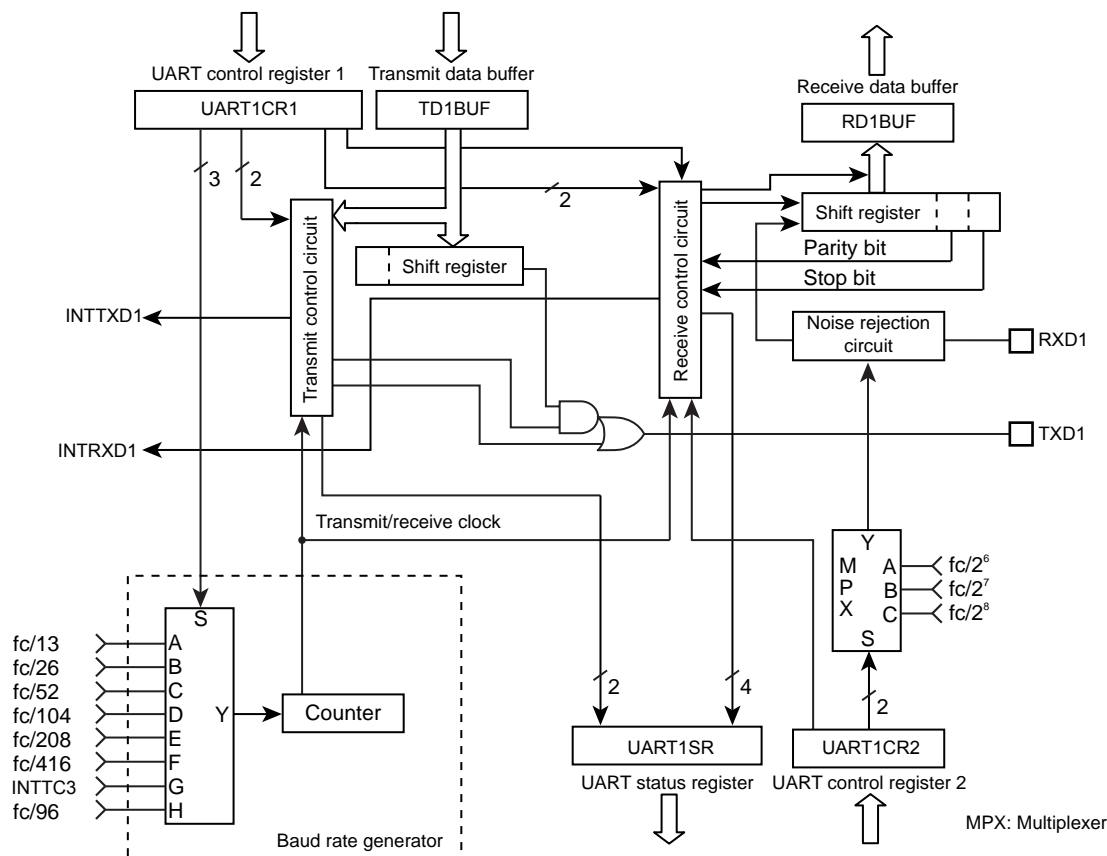 UART control register 1
Transmit data buffer
Receive data buffer
UART1CR1
TD1BUF
RD1BUF
3
2
2
Transmit control circuit
Receive control circuit
Shift register
Shift register
Parity bit
Stop bit
INTTXD1
Noise rejection
circuit
RXD1
INTRXD1
TXD1
Transmit/receive clock
Y
M
P
X
A
B
C
S
fc/2⁶
fc/2⁷
fc/2⁸
S
fc/13
A
fc/26
B
fc/52
C
fc/104
D
Y
Counter
fc/208
E
fc/416
F
INTTC3
G
fc/96
H
2
4
2
UART1SR
UART1CR2
UART status register
UART control register 2
Baud rate generator
MPX: Multiplexer